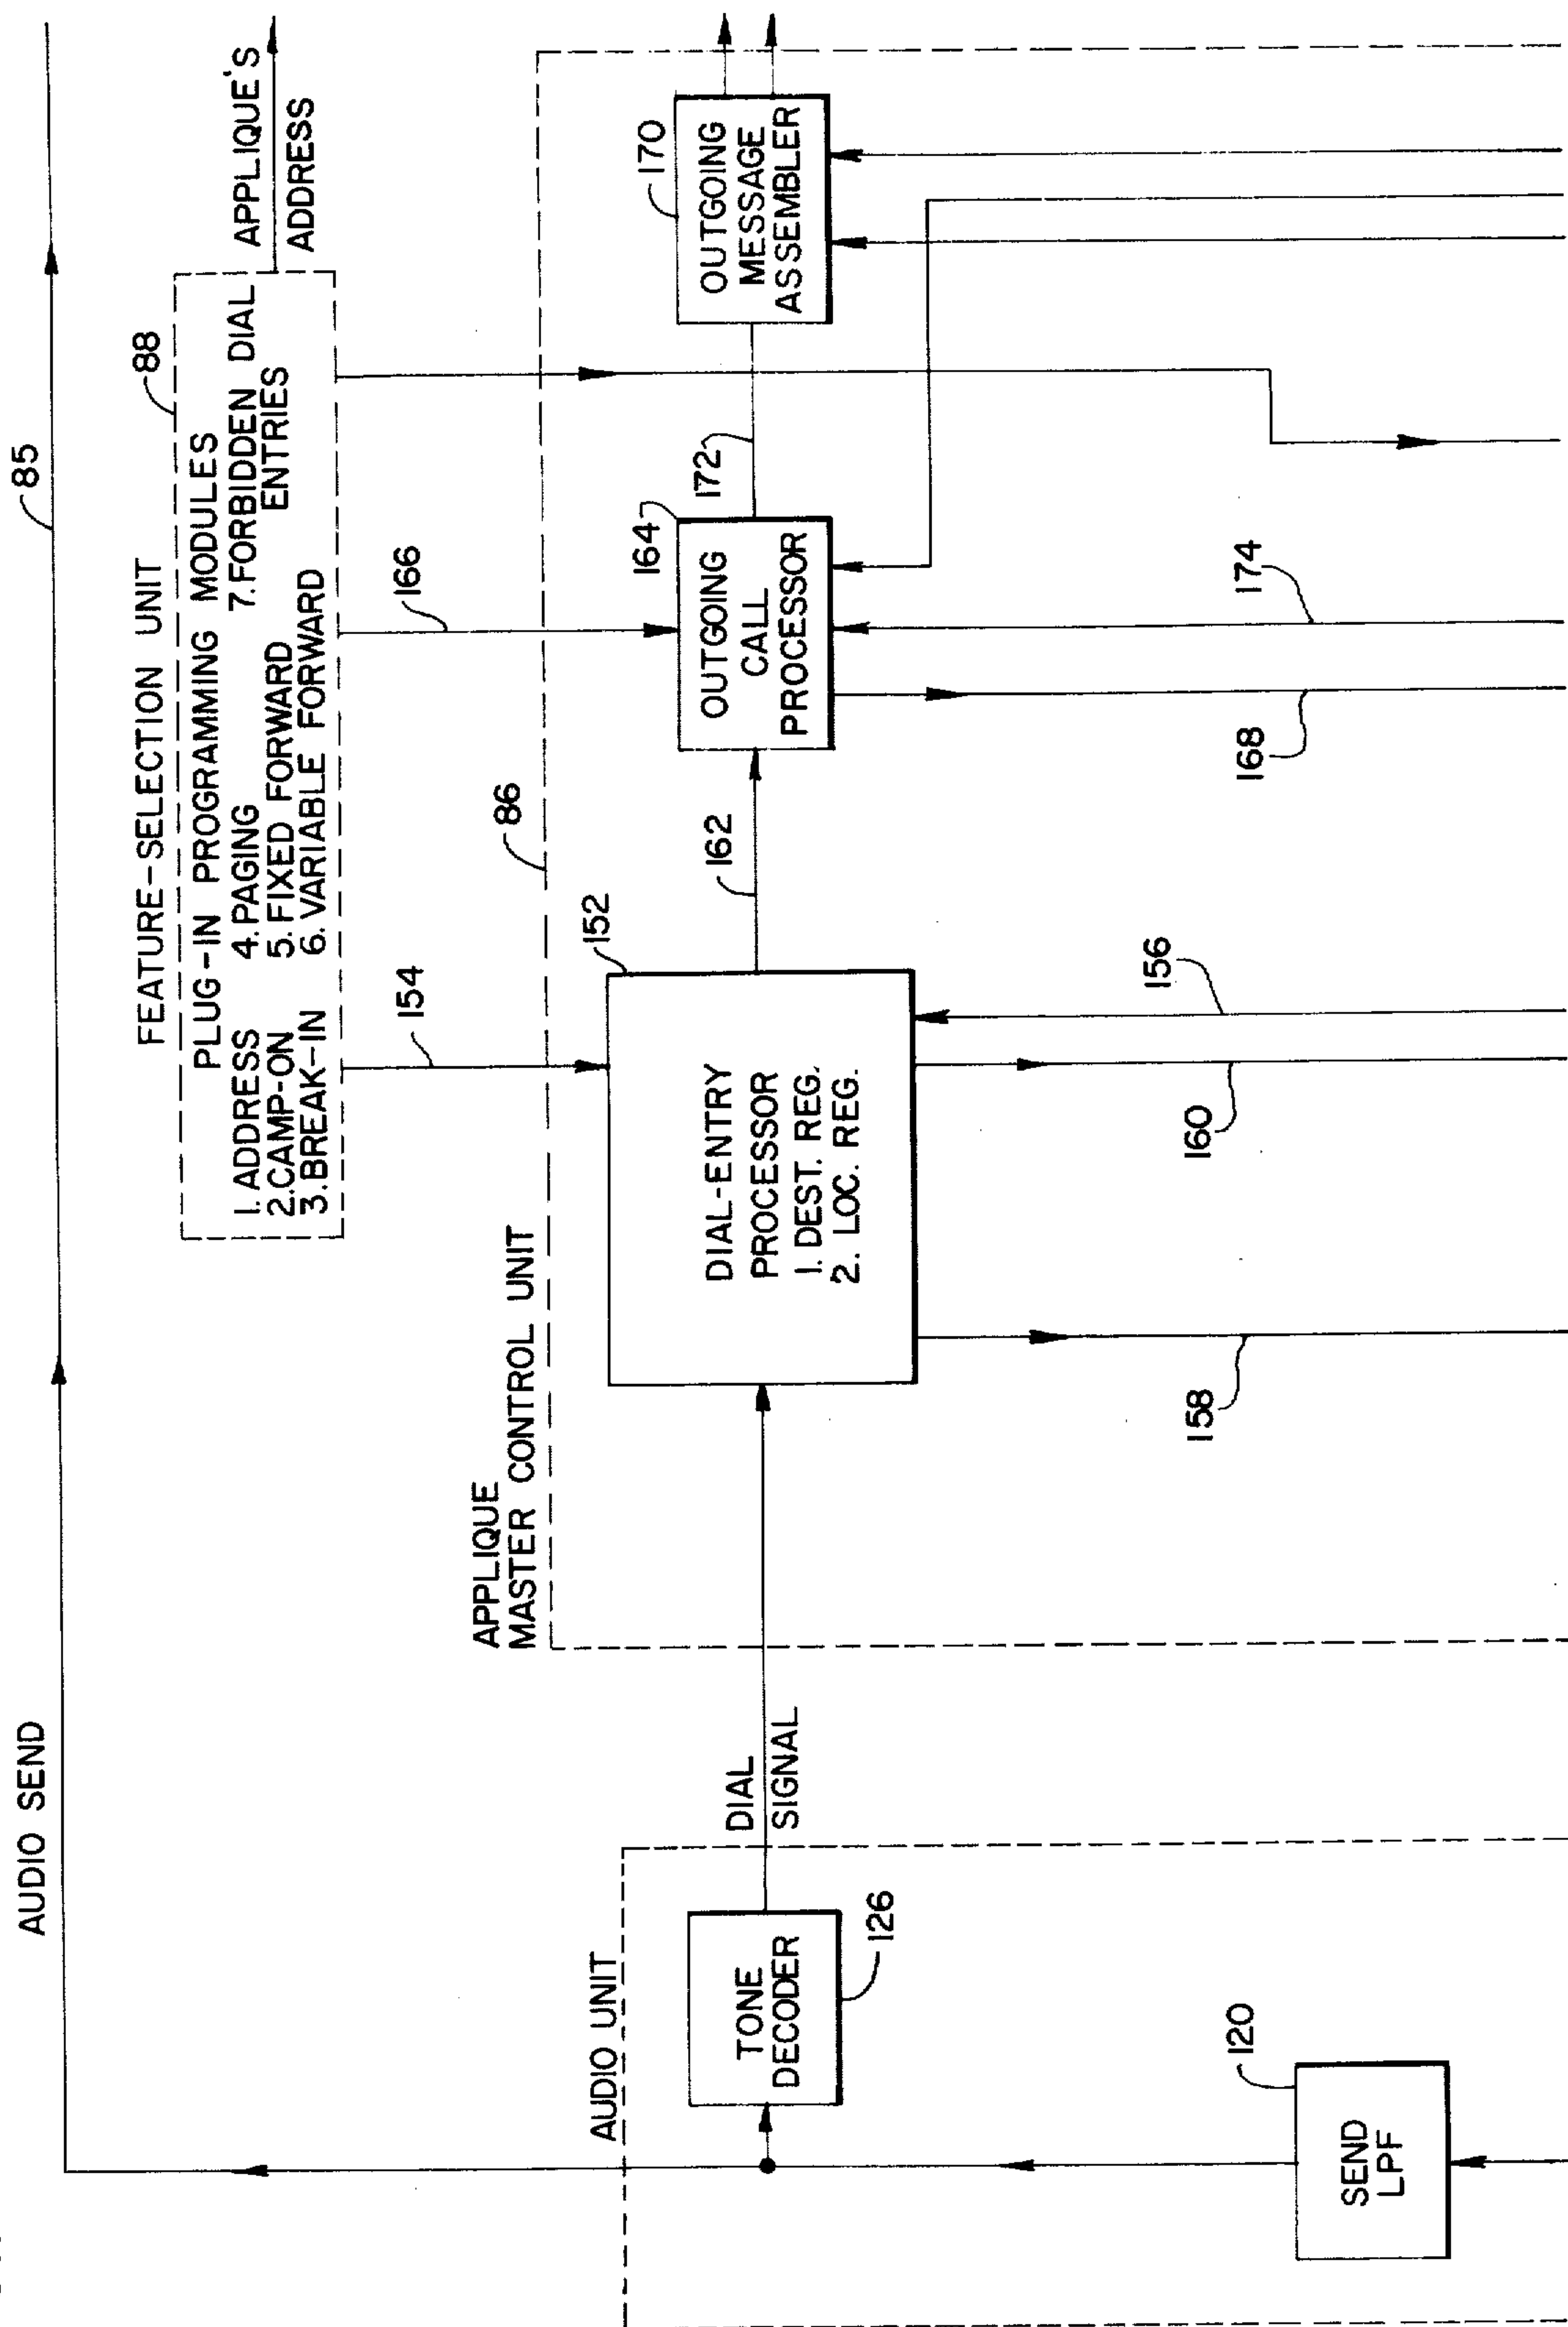 AUDIO SEND
85
FEATURE-SELECTION UNIT
88
PLUG-IN PROGRAMMING MODULES
1. ADDRESS
2. CAMP-ON
3. BREAK-IN
4. PAGING
5. FIXED FORWARD
6. VARIABLE FORWARD
7. FORBIDDEN DIAL
ENTRIES
APPLIQUE'S
ADDRESS
154
166
APPLIQUE
MASTER CONTROL UNIT
86
AUDIO UNIT
TONE
DECODER
126
DIAL
SIGNAL
152
DIAL-ENTRY
PROCESSOR
1. DEST. REG.
2. LOC. REG.
162
164
OUTGOING
CALL
PROCESSOR
172
170
OUTGOING
MESSAGE
ASSEMBLER
120
SEND
LPF
158
160
156
168
174